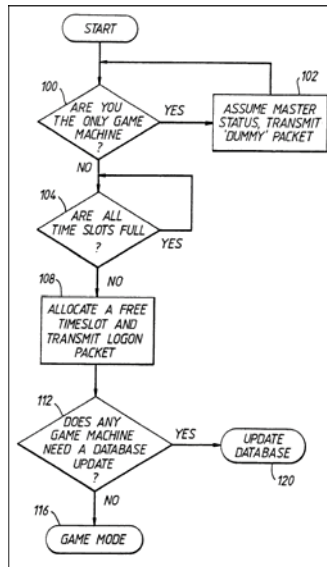 START
100
ARE YOU
THE ONLY GAME
MACHINE
?
YES
102
ASSUME MASTER
STATUS, TRANSMIT
'DUMMY' PACKET
NO
104
ARE ALL
TIME SLOTS FULL
?
YES
NO
108
ALLOCATE A FREE
TIMESLOT AND
TRANSMIT LOGON
PACKET
112
DOES ANY
GAME MACHINE
NEED A DATABASE
UPDATE
?
YES
UPDATE
DATABASE
120
NO
116
GAME MODE